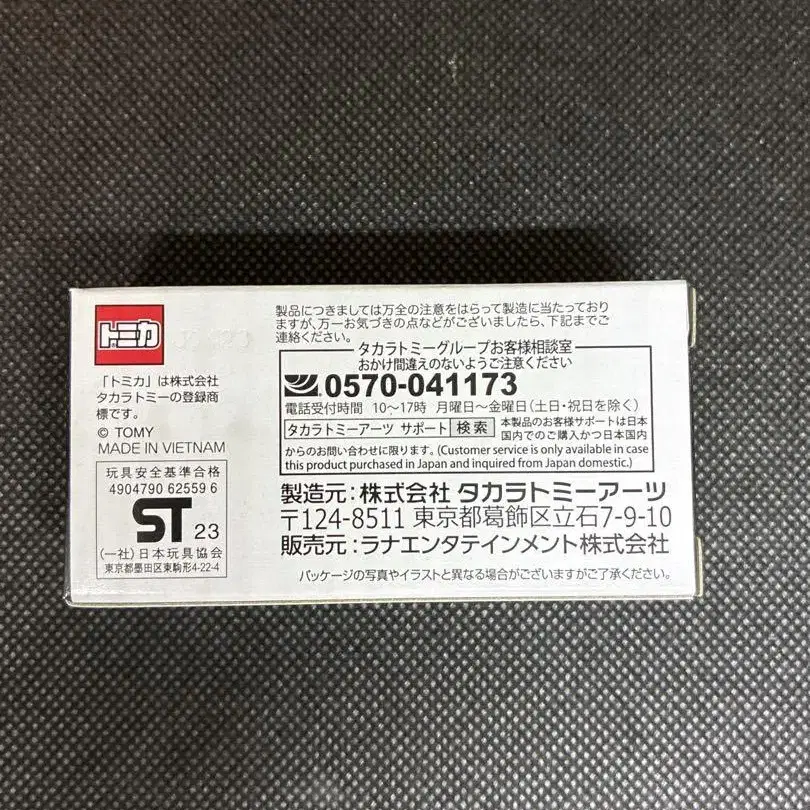 トミカ
「トミカ」は株式会社
タカラトミーの登録商
標です。
© TOMY
MADE IN VIETNAM
玩具安全基準合格
4904790 62559 6
ST 23
(一社)日本玩具協会
東京都墨田区東駒形4-22-4
製品につきましては万全の注意をはらって製造に当たっており
ますが、万一お気づきの点などがございましたら、下記までご
連絡ください。
タカラトミーグループお客様相談室
おかけ間違えのないようご注意ください
0570-041173
電話受付時間 10～17時 月曜日～金曜日(土日・祝日を除く)
タカラトミーアーツ サポート 検索 本製品のお客様サポートは日本
国内でのご購入かつ日本国内
からのお問い合わせに限ります。(Customer service is only available in case
this product purchased in Japan and inquired from Japan domestic.)
製造元：株式会社 タカラトミーアーツ
〒124-8511 東京都葛飾区立石7-9-10
販売元：ラナエンタテインメント株式会社
パッケージの写真やイラストと異なる場合がございますがご了承ください。